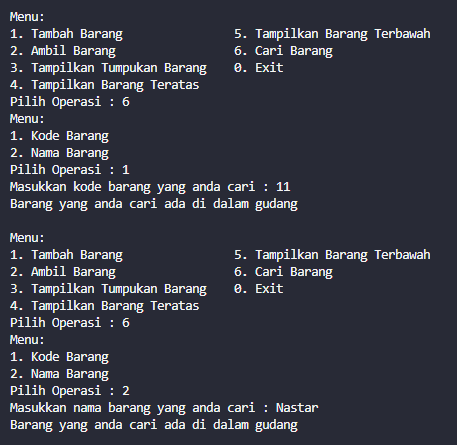 Menu:
1. Tambah Barang                5. Tampilkan Barang Terbawah
2. Ambil Barang                 6. Cari Barang
3. Tampilkan Tumpukan Barang    0. Exit
4. Tampilkan Barang Teratas
Pilih Operasi : 6
Menu:
1. Kode Barang
2. Nama Barang
Pilih Operasi : 1
Masukkan kode barang yang anda cari : 11
Barang yang anda cari ada di dalam gudang

Menu:
1. Tambah Barang                5. Tampilkan Barang Terbawah
2. Ambil Barang                 6. Cari Barang
3. Tampilkan Tumpukan Barang    0. Exit
4. Tampilkan Barang Teratas
Pilih Operasi : 6
Menu:
1. Kode Barang
2. Nama Barang
Pilih Operasi : 2
Masukkan nama barang yang anda cari : Nastar
Barang yang anda cari ada di dalam gudang